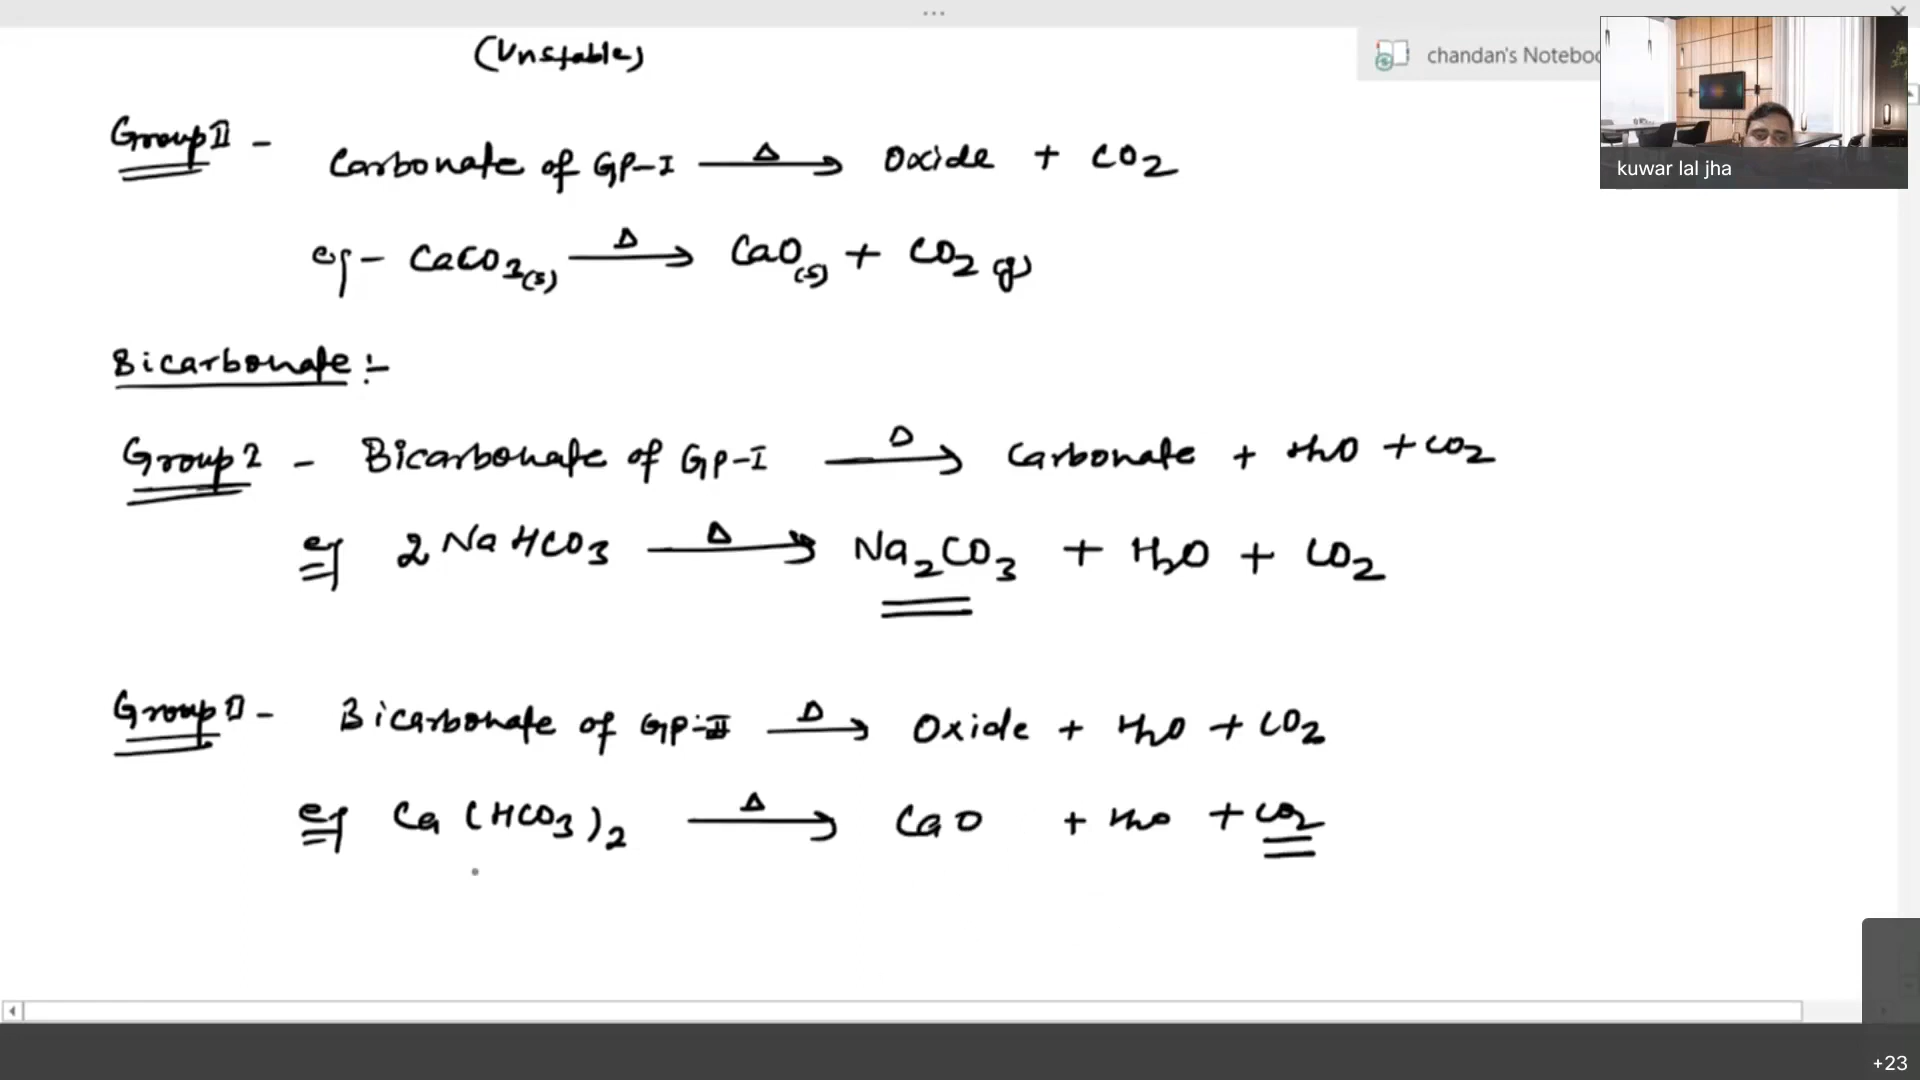 (Unstable)
chandan's Noteboo
kuwar lal jha
Group II - Carbonate of GP-I —Δ→ Oxide + CO2
eg - CaCO3(s) —Δ→ CaO(s) + CO2 (g)
Bicarbonate :-
Group 2 - Bicarbonate of GP-I —Δ→ Carbonate + H2O + CO2
eg 2 NaHCO3 —Δ→ Na2CO3 + H2O + CO2
Group II - Bicarbonate of GP-II —Δ→ Oxide + H2O + CO2
eg Ca (HCO3)2 —Δ→ CaO + H2O + CO2
+23